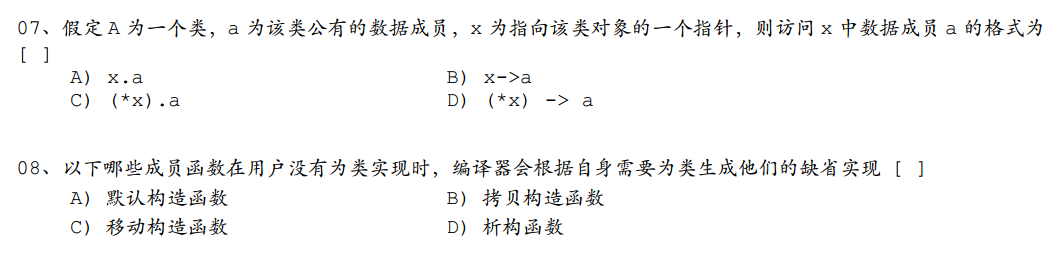 07、假定 A 为一个类，a 为该类公有的数据成员，x 为指向该类对象的一个指针，则访问 x 中数据成员 a 的格式为
[ ]
A) x.a B) x->a
C) (*x).a D) (*x) -> a
08、以下哪些成员函数在用户没有为类实现时，编译器会根据自身需要为类生成他们的缺省实现 [ ]
A) 默认构造函数 B) 拷贝构造函数
C) 移动构造函数 D) 析构函数